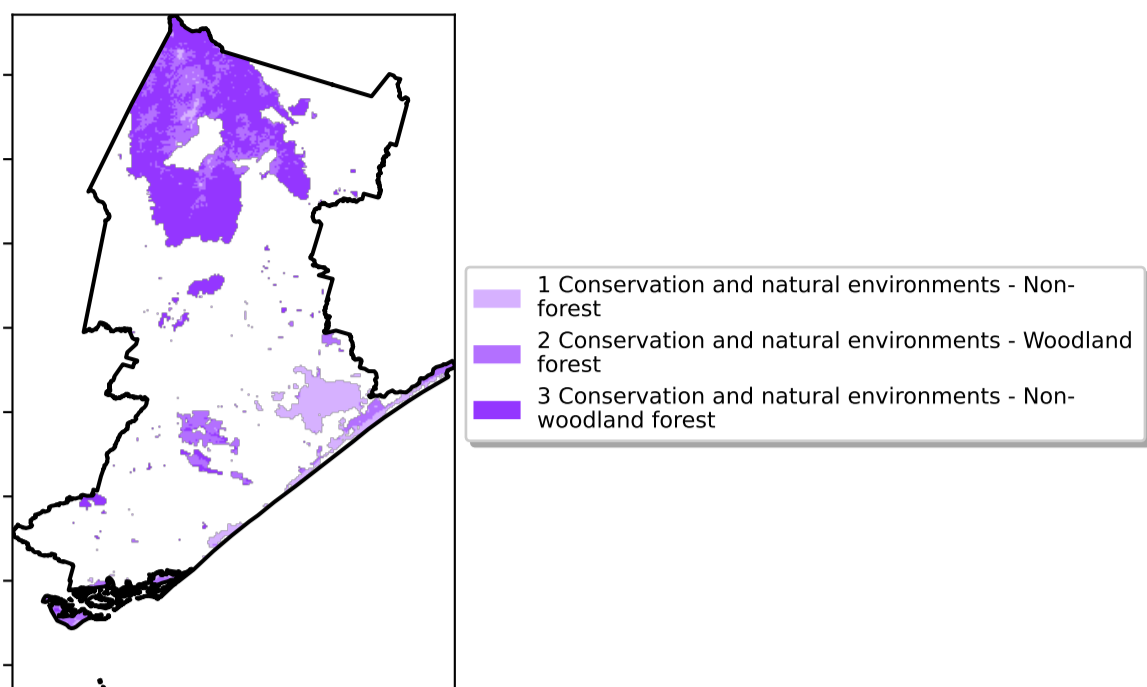 1 Conservation and natural environments - Non-
forest
2 Conservation and natural environments - Woodland
forest
3 Conservation and natural environments - Non-
woodland forest